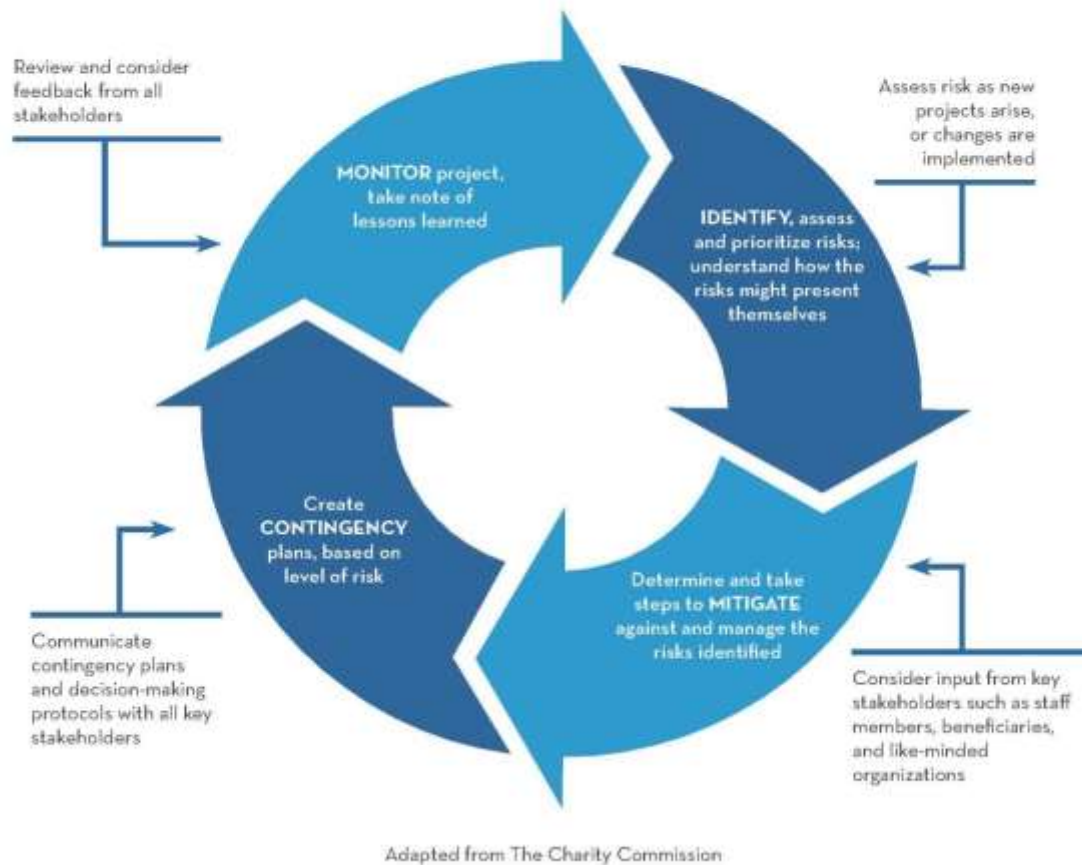 Review and consider
feedback from all
stakeholders
MONITOR project,
take note of
lessons learned
Assess risk as new
projects arise,
or changes are
implemented
IDENTIFY, assess
and prioritize risks;
understand how the
risks might present
themselves
Create
CONTINGENCY
plans, based on
level of risk
Determine and take
steps to MITIGATE
against and manage the
risks identified
Communicate
contingency plans
and decision-making
protocols with all key
stakeholders
Consider input from key
stakeholders such as staff
members, beneficiaries,
and like-minded
organizations
Adapted from The Charity Commission